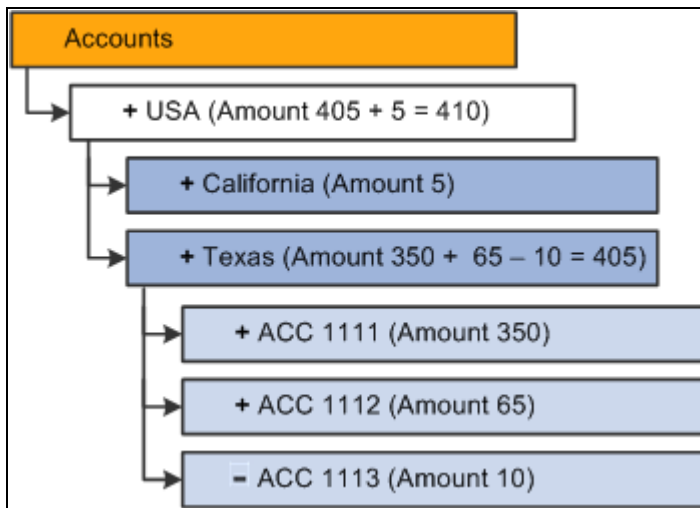 Accounts
+ USA (Amount 405 + 5 = 410)
+ California (Amount 5)
+ Texas (Amount 350 + 65 – 10 = 405)
+ ACC 1111 (Amount 350)
+ ACC 1112 (Amount 65)
- ACC 1113 (Amount 10)